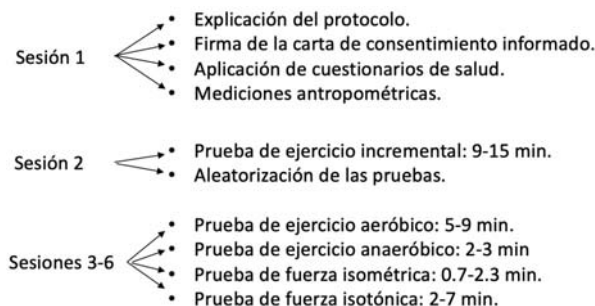 Sesión 1
• Explicación del protocolo.
• Firma de la carta de consentimiento informado.
• Aplicación de cuestionarios de salud.
• Mediciones antropométricas.
Sesión 2
• Prueba de ejercicio incremental: 9-15 min.
• Aleatorización de las pruebas.
Sesiones 3-6
• Prueba de ejercicio aeróbico: 5-9 min.
• Prueba de ejercicio anaeróbico: 2-3 min
• Prueba de fuerza isométrica: 0.7-2.3 min.
• Prueba de fuerza isotónica: 2-7 min.